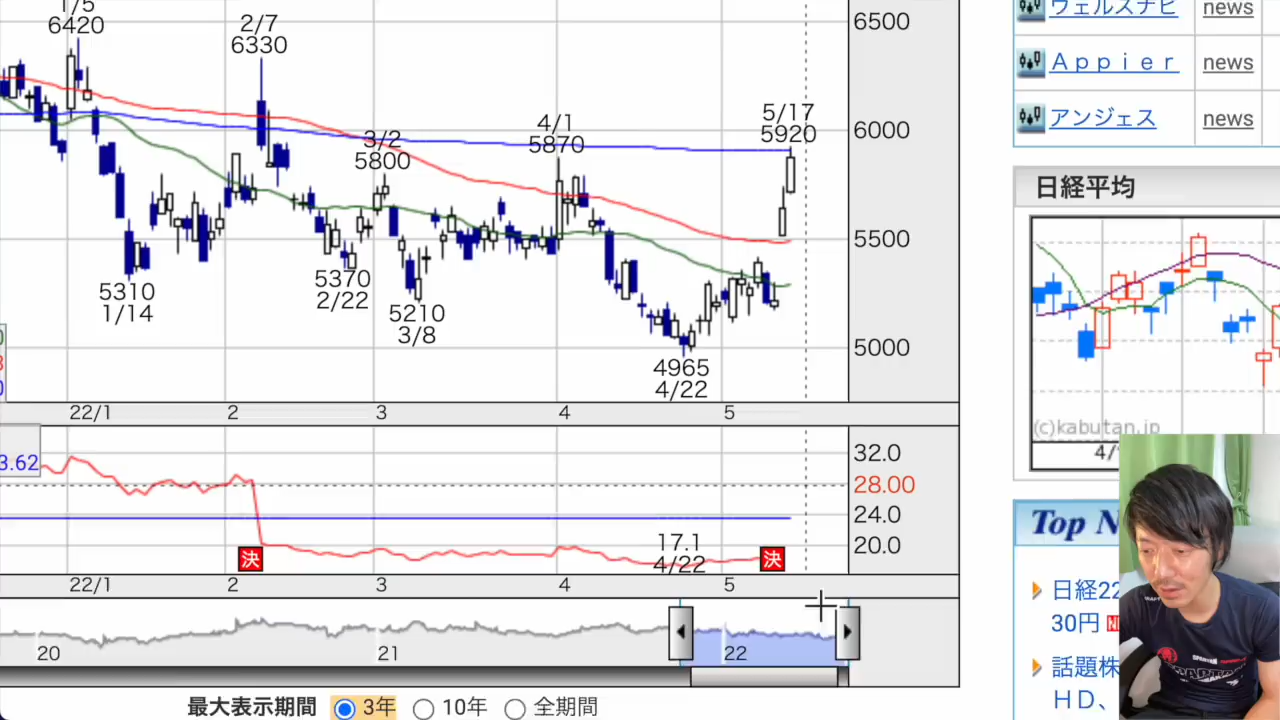 1/5
6420
2/7
6330
3/2
5800
4/1
5870
5/17
5920
5310
1/14
5370
2/22
5210
3/8
4965
4/22
6500
6000
5500
5000
22/1
2
3
4
5
3.62
32.0
28.00
24.0
20.0
決
17.1
4/22
決
22/1
2
3
4
5
20
21
22
最大表示期間
3年
10年
全期間
ウェルスナビ
news
Ａｐｐｉｅｒ
news
アンジェス
news
日経平均
(c)kabutan.jp
Top N
日経22
30円
話題株
ＨＤ、